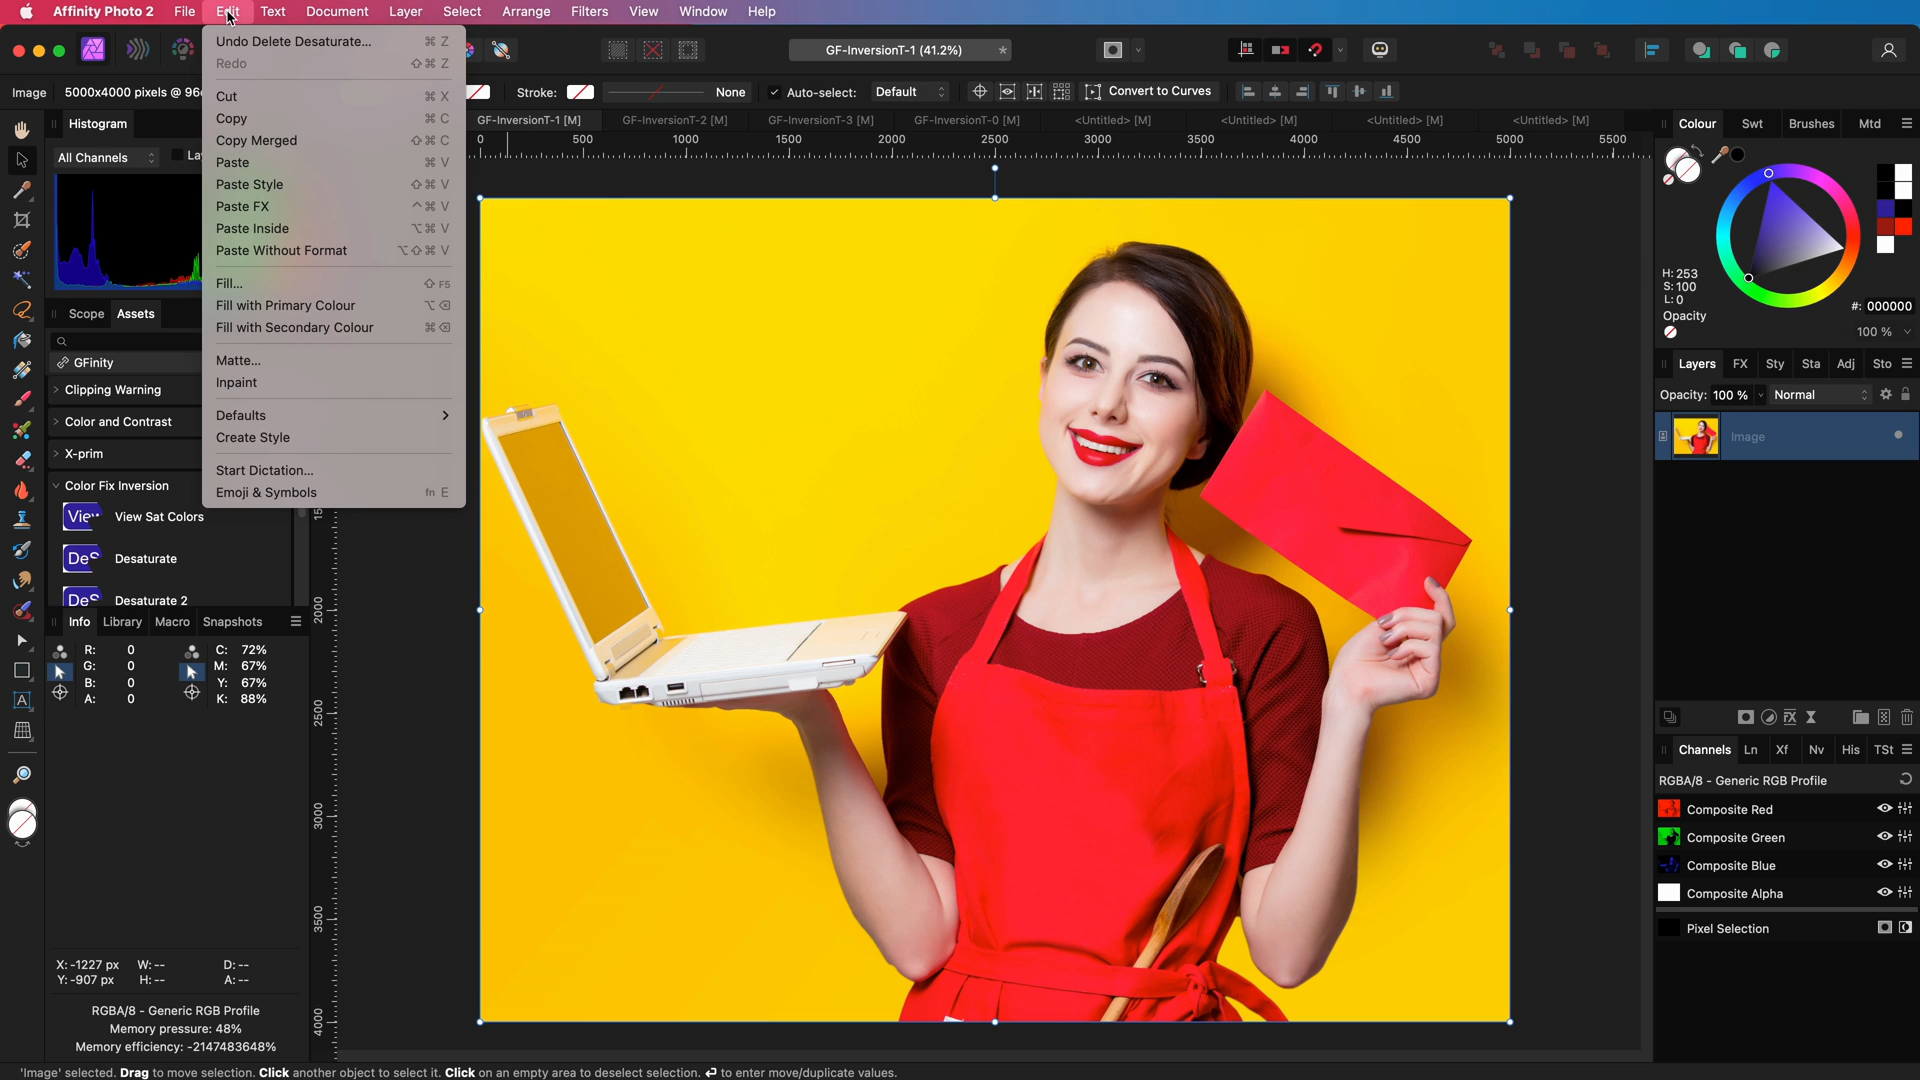 Affinity Photo 2 File Edit Text Document Layer Select Arrange Filters View Window Help
GF-InversionT-1 (41.2%) *
Image 5000x4000 pixels @ 96
Stroke: None Auto-select: Default Convert to Curves
GF-InversionT-1 [M] GF-InversionT-2 [M] GF-InversionT-3 [M] GF-InversionT-0 [M] <Untitled> [M] <Untitled> [M] <Untitled> [M] <Untitled> [M]
0 500 1000 1500 2000 2500 3000 3500 4000 4500 5000 5500
Undo Delete Desaturate... ⌘ Z
Redo ⇧⌘ Z
Cut ⌘ X
Copy ⌘ C
Copy Merged ⇧⌘ C
Paste ⌘ V
Paste Style ⇧⌘ V
Paste FX ^⌘ V
Paste Inside ⌥⌘ V
Paste Without Format ⌥⇧⌘ V
Fill... ⇧ F5
Fill with Primary Colour ⌥⌫
Fill with Secondary Colour ⌘⌫
Matte...
Inpaint
Defaults
Create Style
Start Dictation...
Emoji & Symbols fn E
Histogram
All Channels Lay
Scope Assets
GFinity
Clipping Warning
Color and Contrast
X-prim
Color Fix Inversion
View View Sat Colors
DeS Desaturate
DeS Desaturate 2
Info Library Macro Snapshots
R: 0 C: 72%
G: 0 M: 67%
B: 0 Y: 67%
A: 0 K: 88%
X: -1227 px W: -- D: --
Y: -907 px H: -- A: --
RGBA/8 - Generic RGB Profile
Memory pressure: 48%
Memory efficiency: -2147483648%
2000
2500
3000
3500
4000
Colour Swt Brushes Mtd
H: 253
S: 100
L: 0
#: 000000
Opacity
100 %
Layers FX Sty Sta Adj Sto
Opacity: 100 % Normal
Image
Channels Ln Xf Nv His TSt
RGBA/8 - Generic RGB Profile
Composite Red
Composite Green
Composite Blue
Composite Alpha
Pixel Selection
'Image' selected. Drag to move selection. Click another object to select it. Click on an empty area to deselect selection. ↵ to enter move/duplicate values.